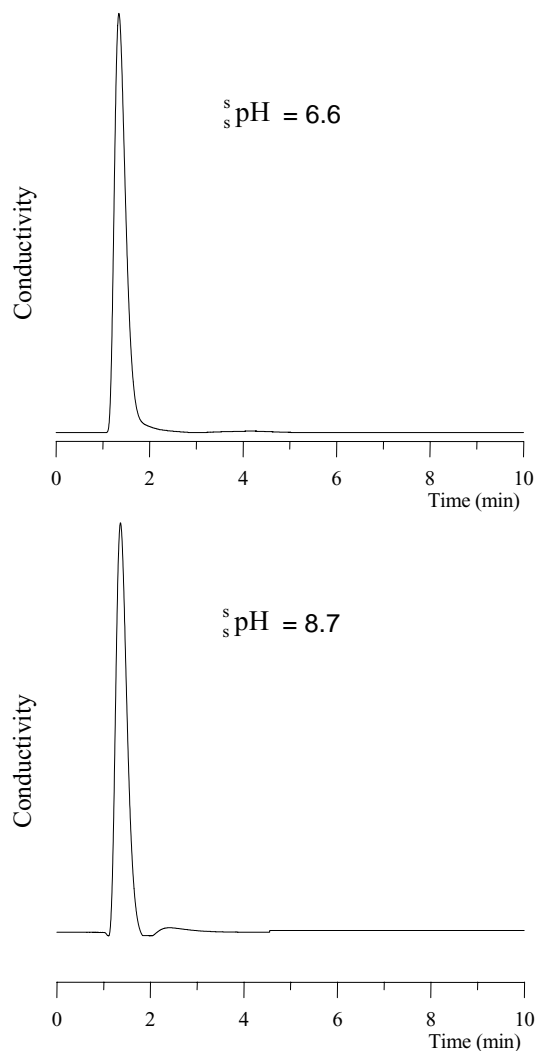 s
s pH = 6.6
Conductivity
0 2 4 6 8 10
Time (min)
s
s pH = 8.7
Conductivity
0 2 4 6 8 10
Time (min)